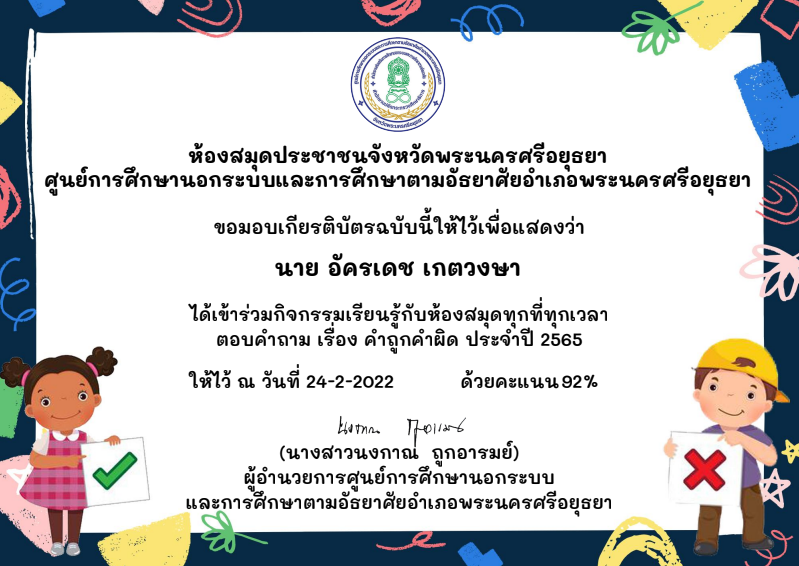 ห้องสมุดประชาชนจังหวัดพระนครศรีอยุธยา
ศูนย์การศึกษานอกระบบและการศึกษาตามอัธยาศัยอำเภอพระนครศรีอยุธยา
ขอมอบเกียรติบัตรฉบับนี้ให้ไว้เพื่อแสดงว่า
นาย อัครเดช เกตวงษา
ได้เข้าร่วมกิจกรรมเรียนรู้กับห้องสมุดทุกที่ทุกเวลา
ตอบคำถาม เรื่อง คำถูกคำผิด ประจำปี 2565
ให้ไว้ ณ วันที่ 24-2-2022 ด้วยคะแนน 92%
(นางสาวนงกาณ ถูกอารมย์)
ผู้อำนวยการศูนย์การศึกษานอกระบบ
และการศึกษาตามอัธยาศัยอำเภอพระนครศรีอยุธยา